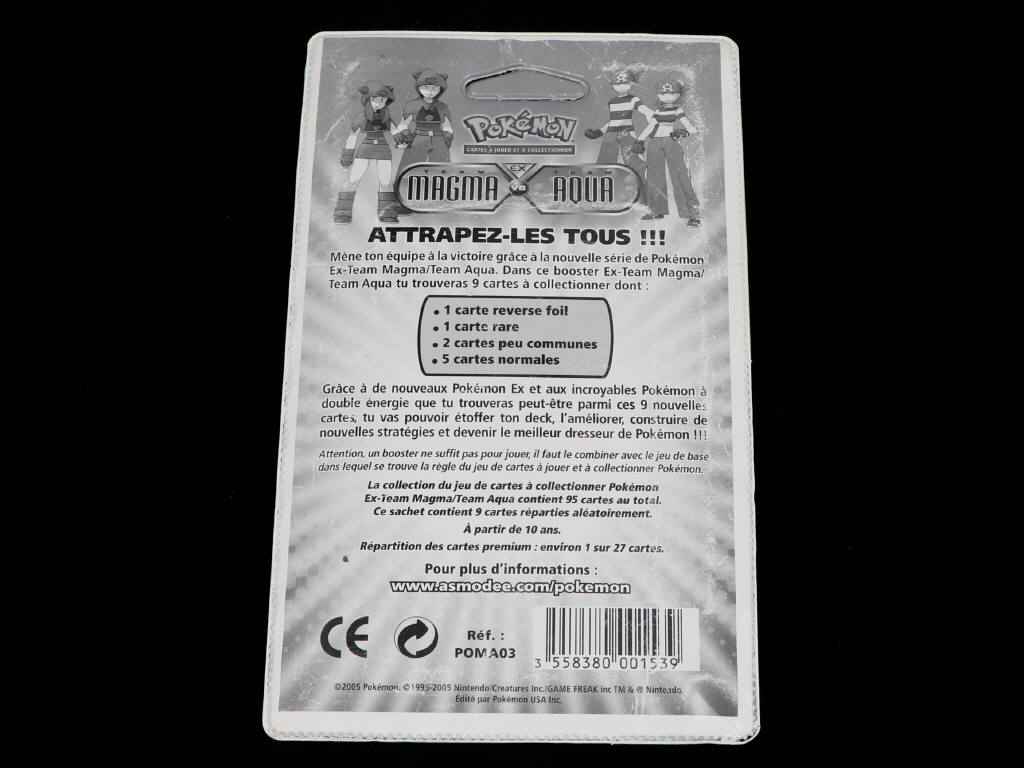 POKéMON
CARTES À JOUER ET À COLLECTIONNER
EX
TEAM TEAM
MAGMA VS AQUA
ATTRAPEZ-LES TOUS !!!
Mène ton équipe à la victoire grâce à la nouvelle série de Pokémon
Ex-Team Magma/Team Aqua. Dans ce booster Ex-Team Magma/
Team Aqua tu trouveras 9 cartes à collectionner dont :
• 1 carte reverse foil
• 1 carte rare
• 2 cartes peu communes
• 5 cartes normales
Grâce à de nouveaux Pokémon Ex et aux incroyables Pokémon à
double énergie que tu trouveras peut-être parmi ces 9 nouvelles
cartes, tu vas pouvoir étoffer ton deck, l'améliorer, construire de
nouvelles stratégies et devenir le meilleur dresseur de Pokémon !!!
Attention, un booster ne suffit pas pour jouer, il faut le combiner avec le jeu de base
dans lequel se trouve la règle du jeu de cartes à jouer et à collectionner Pokémon.
La collection du jeu de cartes à collectionner Pokémon
Ex-Team Magma/Team Aqua contient 95 cartes au total.
Ce sachet contient 9 cartes réparties aléatoirement.
À partir de 10 ans.
Répartition des cartes premium : environ 1 sur 27 cartes.
Pour plus d'informations :
www.asmodee.com/pokemon
CE
Réf. :
POMA03
3 558380 001539
©2005 Pokémon. ©1995-2005 Nintendo/Creatures Inc./GAME FREAK inc TM & ® Nintendo.
Édité par Pokémon USA Inc.